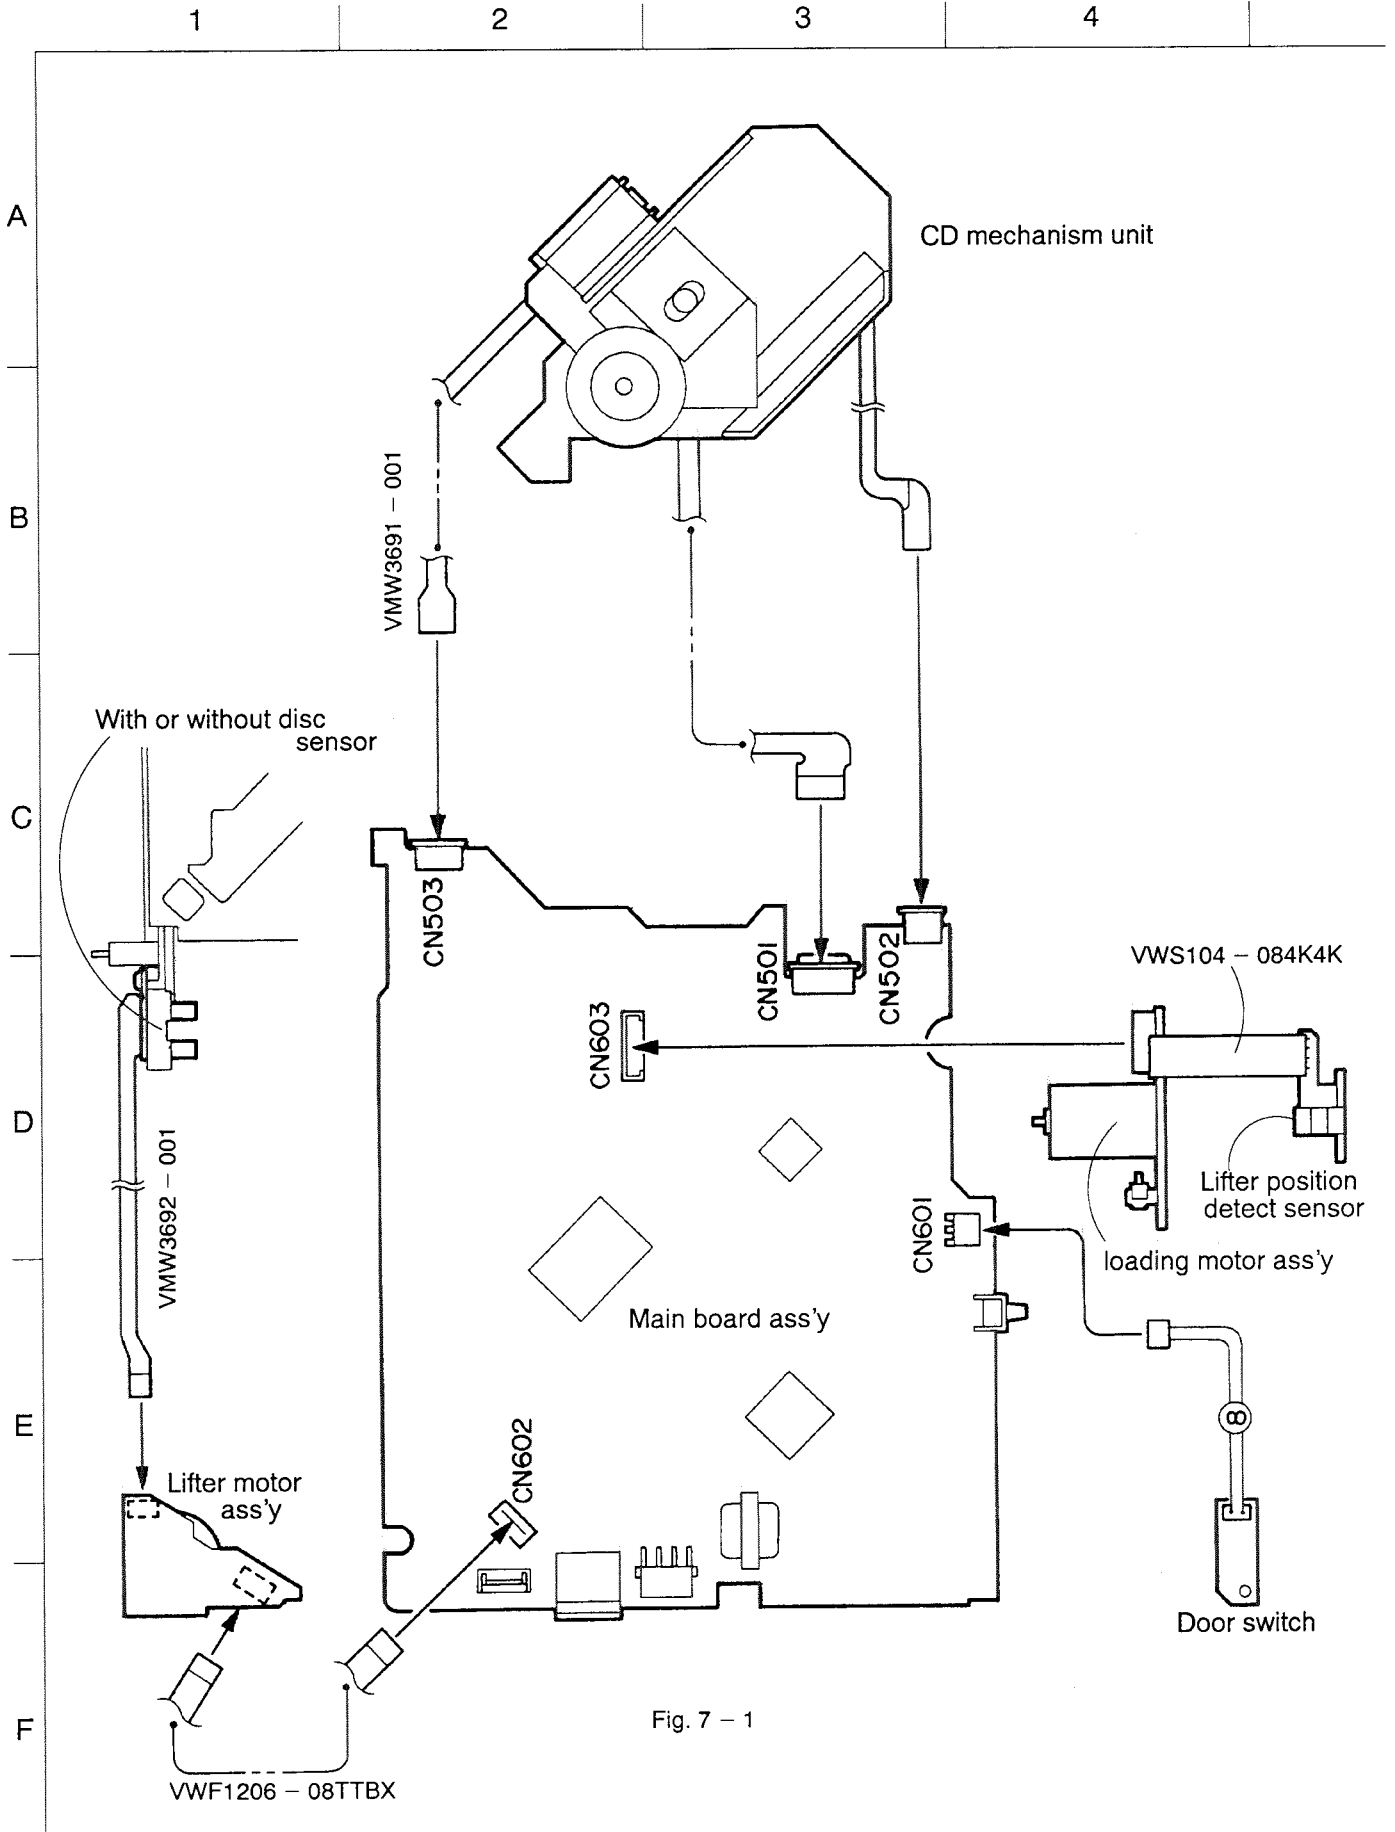 1 2 3 4
A
CD mechanism unit
B
VMW3691 – 001
With or without disc
sensor
C
CN503
CN501
CN502
VWS104 – 084K4K
CN603
D
VMW3692 – 001
Lifter position
detect sensor
CN601
loading motor ass'y
Main board ass'y
E
CN602
8
Lifter motor
ass'y
Door switch
F
Fig. 7 – 1
VWF1206 – 08TTBX